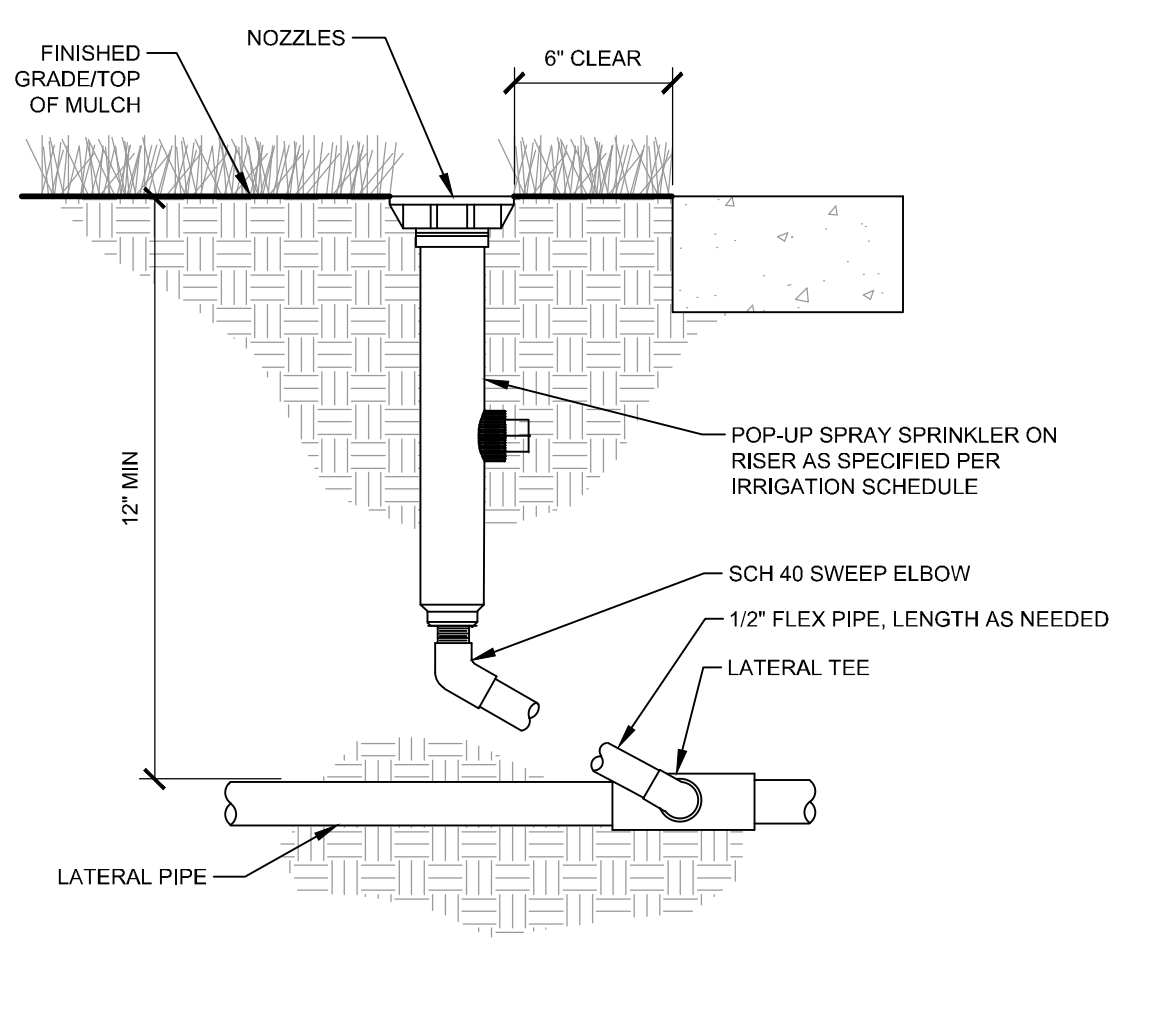 NOZZLES
6" CLEAR
FINISHED
GRADE/TOP
OF MULCH
POP-UP SPRAY SPRINKLER ON
RISER AS SPECIFIED PER
IRRIGATION SCHEDULE
12" MIN
SCH 40 SWEEP ELBOW
1/2" FLEX PIPE, LENGTH AS NEEDED
LATERAL TEE
LATERAL PIPE